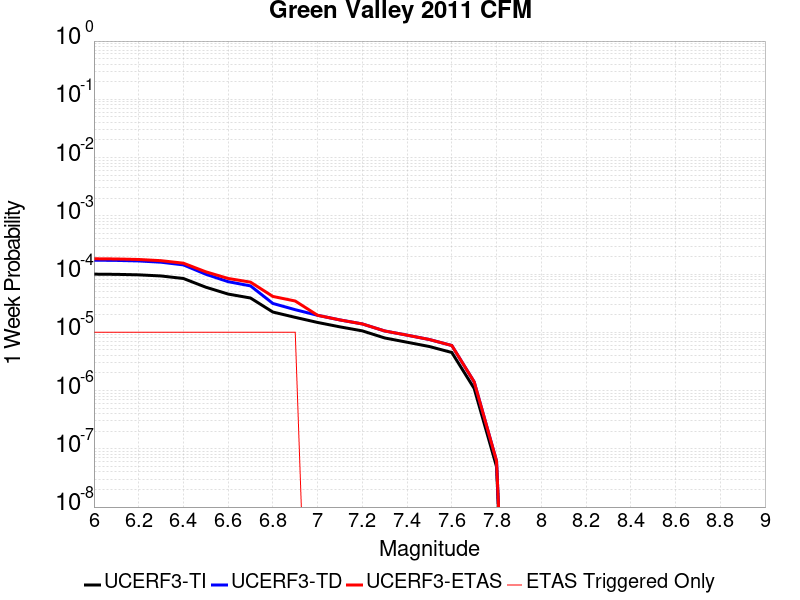 Green Valley 2011 CFM
10 0
10 -1
10 -2
10 -3
10 -4
10 -5
10 -6
10 -7
10 -8
1 Week Probability
6 6.2 6.4 6.6 6.8 7 7.2 7.4 7.6 7.8 8 8.2 8.4 8.6 8.8 9
Magnitude
UCERF3-TI UCERF3-TD UCERF3-ETAS ETAS Triggered Only